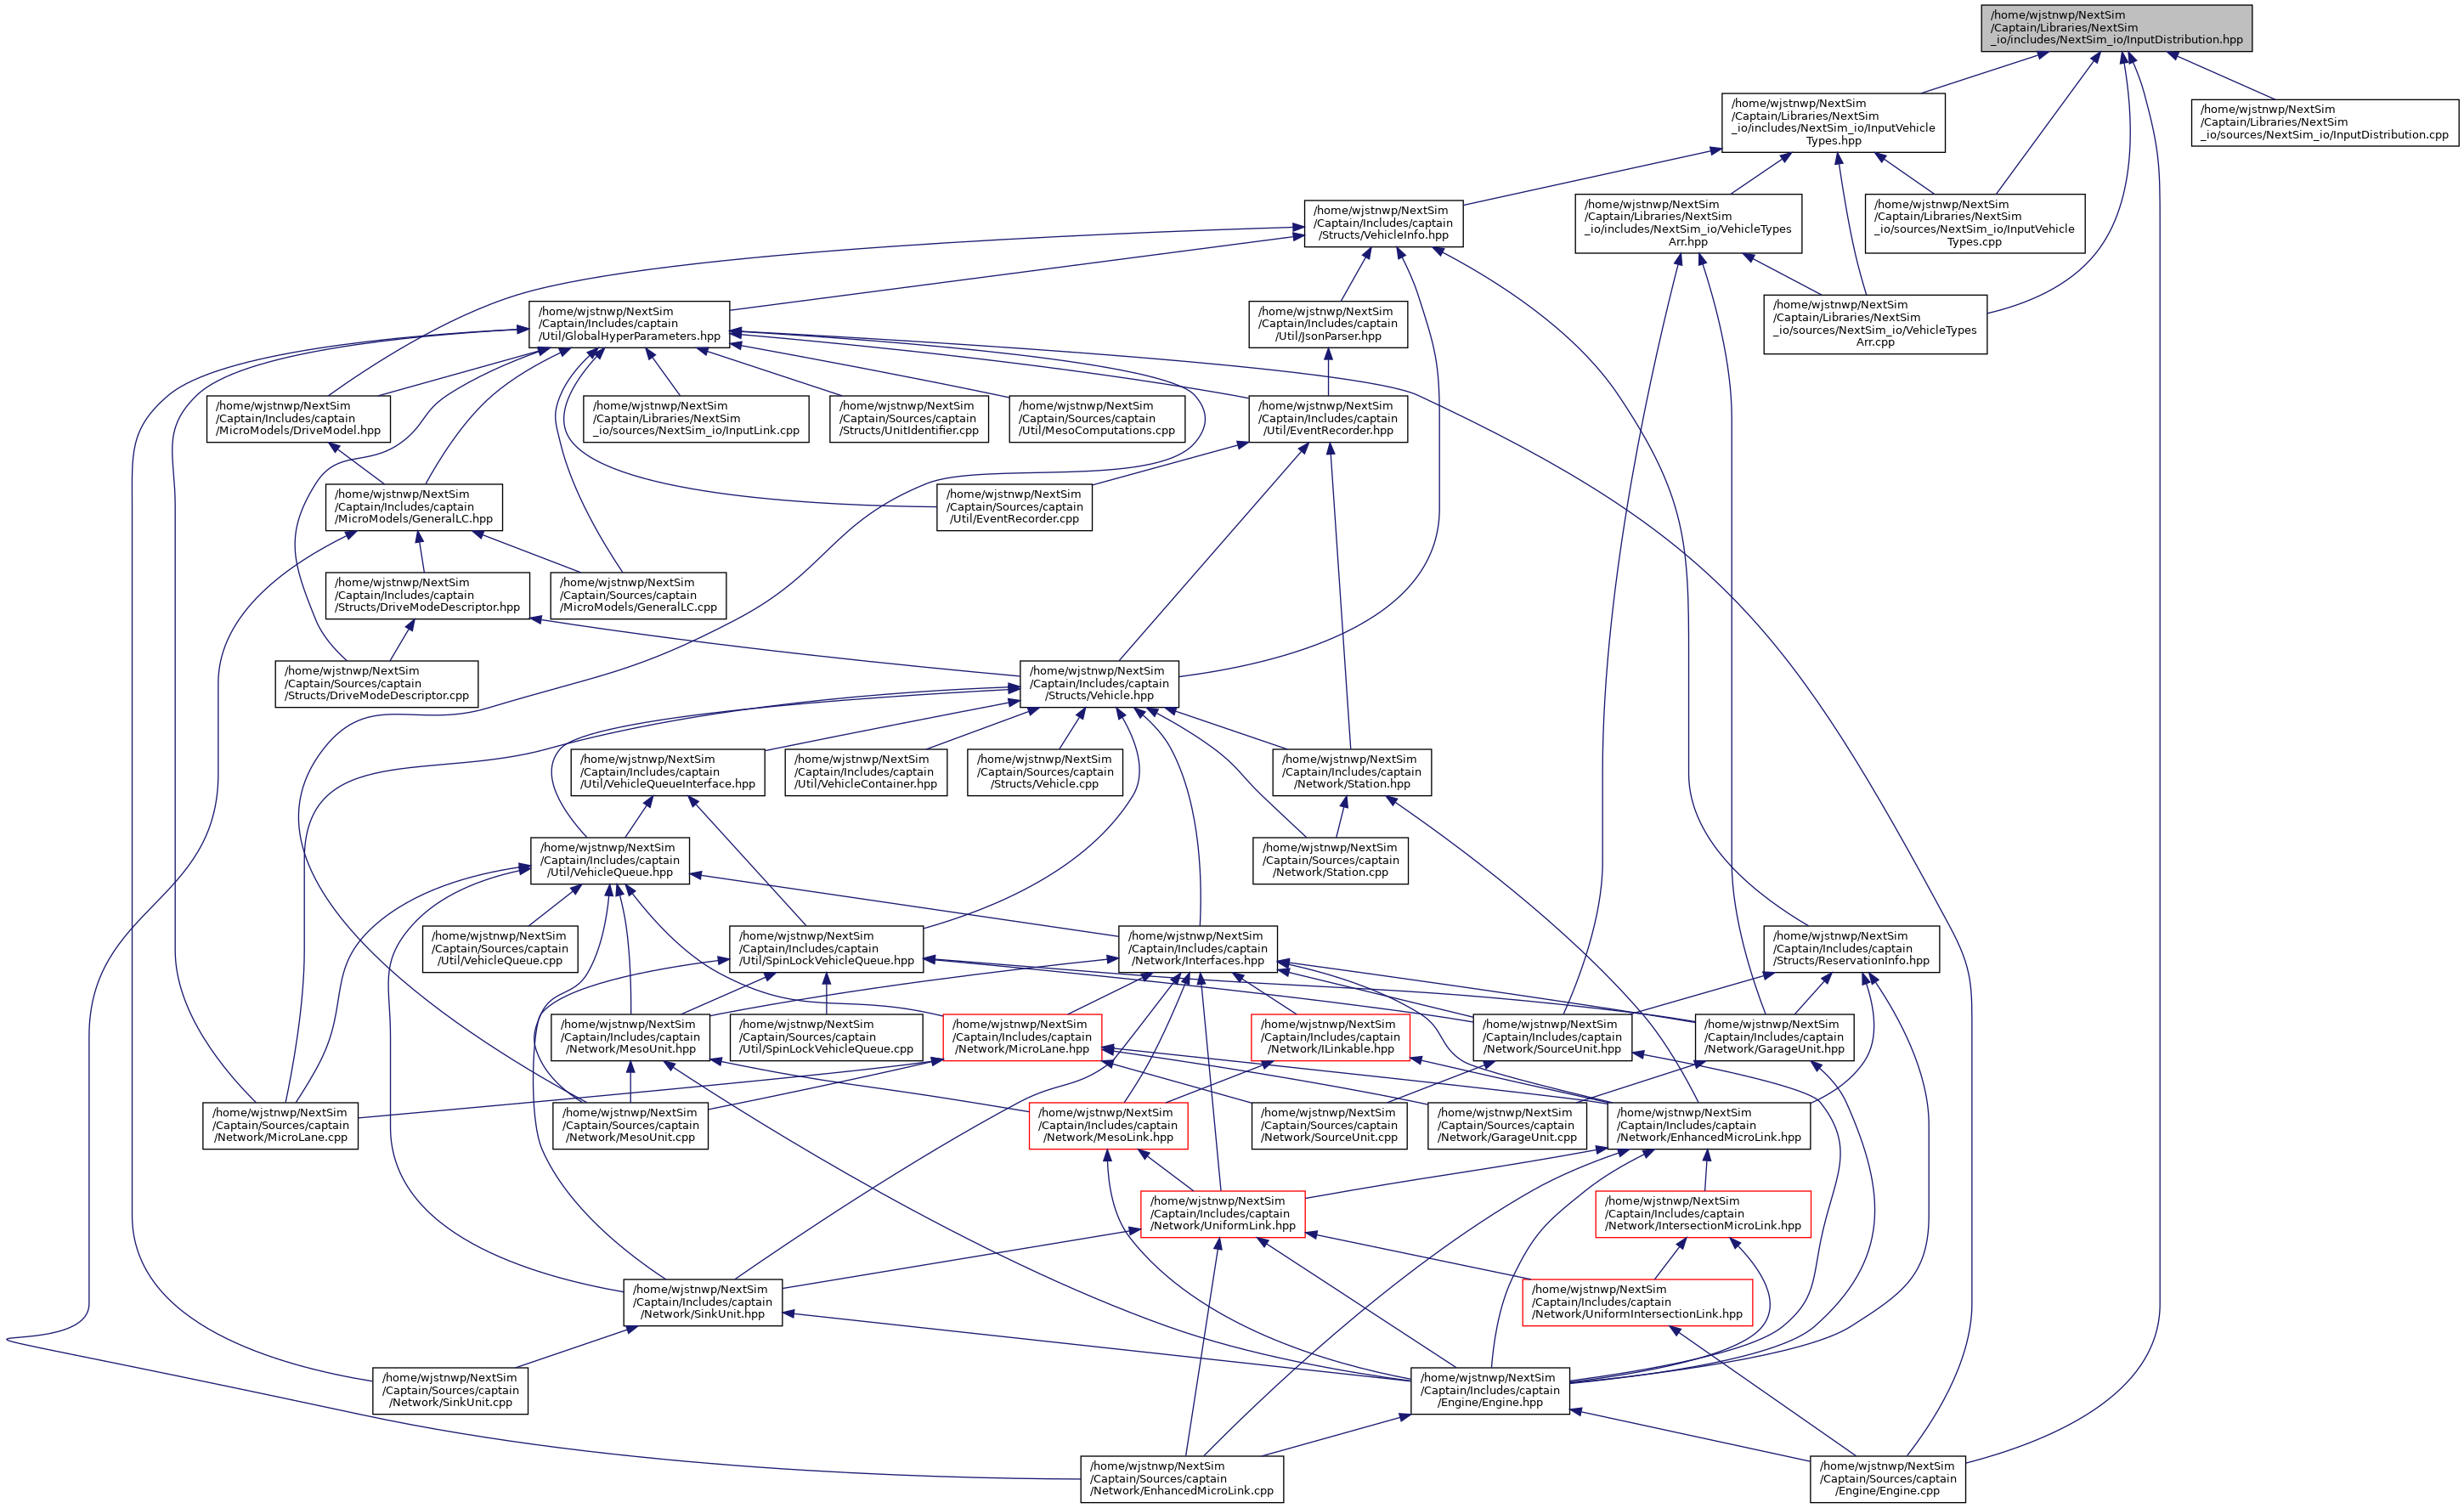 /home/wjstnwp/NextSim
/Captain/Libraries/NextSim
_io/includes/NextSim_io/InputDistribution.hpp
/home/wjstnwp/NextSim
/Captain/Libraries/NextSim
_io/includes/NextSim_io/InputVehicle
Types.hpp
/home/wjstnwp/NextSim
/Captain/Libraries/NextSim
_io/sources/NextSim_io/InputDistribution.cpp
/home/wjstnwp/NextSim
/Captain/Includes/captain
/Structs/VehicleInfo.hpp
/home/wjstnwp/NextSim
/Captain/Libraries/NextSim
_io/includes/NextSim_io/VehicleTypes
Arr.hpp
/home/wjstnwp/NextSim
/Captain/Libraries/NextSim
_io/sources/NextSim_io/InputVehicle
Types.cpp
/home/wjstnwp/NextSim
/Captain/Includes/captain
/Util/GlobalHyperParameters.hpp
/home/wjstnwp/NextSim
/Captain/Includes/captain
/Util/JsonParser.hpp
/home/wjstnwp/NextSim
/Captain/Libraries/NextSim
_io/sources/NextSim_io/VehicleTypes
Arr.cpp
/home/wjstnwp/NextSim
/Captain/Includes/captain
/MicroModels/DriveModel.hpp
/home/wjstnwp/NextSim
/Captain/Libraries/NextSim
_io/sources/NextSim_io/InputLink.cpp
/home/wjstnwp/NextSim
/Captain/Sources/captain
/Structs/UnitIdentifier.cpp
/home/wjstnwp/NextSim
/Captain/Sources/captain
/Util/MesoComputations.cpp
/home/wjstnwp/NextSim
/Captain/Includes/captain
/Util/EventRecorder.hpp
/home/wjstnwp/NextSim
/Captain/Includes/captain
/MicroModels/GeneralLC.hpp
/home/wjstnwp/NextSim
/Captain/Sources/captain
/Util/EventRecorder.cpp
/home/wjstnwp/NextSim
/Captain/Includes/captain
/Structs/DriveModeDescriptor.hpp
/home/wjstnwp/NextSim
/Captain/Sources/captain
/MicroModels/GeneralLC.cpp
/home/wjstnwp/NextSim
/Captain/Sources/captain
/Structs/DriveModeDescriptor.cpp
/home/wjstnwp/NextSim
/Captain/Includes/captain
/Structs/Vehicle.hpp
/home/wjstnwp/NextSim
/Captain/Includes/captain
/Util/VehicleQueueInterface.hpp
/home/wjstnwp/NextSim
/Captain/Includes/captain
/Util/VehicleContainer.hpp
/home/wjstnwp/NextSim
/Captain/Sources/captain
/Structs/Vehicle.cpp
/home/wjstnwp/NextSim
/Captain/Includes/captain
/Network/Station.hpp
/home/wjstnwp/NextSim
/Captain/Includes/captain
/Util/VehicleQueue.hpp
/home/wjstnwp/NextSim
/Captain/Sources/captain
/Network/Station.cpp
/home/wjstnwp/NextSim
/Captain/Sources/captain
/Util/VehicleQueue.cpp
/home/wjstnwp/NextSim
/Captain/Includes/captain
/Util/SpinLockVehicleQueue.hpp
/home/wjstnwp/NextSim
/Captain/Includes/captain
/Network/Interfaces.hpp
/home/wjstnwp/NextSim
/Captain/Includes/captain
/Structs/ReservationInfo.hpp
/home/wjstnwp/NextSim
/Captain/Includes/captain
/Network/MesoUnit.hpp
/home/wjstnwp/NextSim
/Captain/Sources/captain
/Util/SpinLockVehicleQueue.cpp
/home/wjstnwp/NextSim
/Captain/Includes/captain
/Network/MicroLane.hpp
/home/wjstnwp/NextSim
/Captain/Includes/captain
/Network/ILinkable.hpp
/home/wjstnwp/NextSim
/Captain/Includes/captain
/Network/SourceUnit.hpp
/home/wjstnwp/NextSim
/Captain/Includes/captain
/Network/GarageUnit.hpp
/home/wjstnwp/NextSim
/Captain/Sources/captain
/Network/MicroLane.cpp
/home/wjstnwp/NextSim
/Captain/Sources/captain
/Network/MesoUnit.cpp
/home/wjstnwp/NextSim
/Captain/Includes/captain
/Network/MesoLink.hpp
/home/wjstnwp/NextSim
/Captain/Sources/captain
/Network/SourceUnit.cpp
/home/wjstnwp/NextSim
/Captain/Sources/captain
/Network/GarageUnit.cpp
/home/wjstnwp/NextSim
/Captain/Includes/captain
/Network/EnhancedMicroLink.hpp
/home/wjstnwp/NextSim
/Captain/Includes/captain
/Network/UniformLink.hpp
/home/wjstnwp/NextSim
/Captain/Includes/captain
/Network/IntersectionMicroLink.hpp
/home/wjstnwp/NextSim
/Captain/Includes/captain
/Network/SinkUnit.hpp
/home/wjstnwp/NextSim
/Captain/Includes/captain
/Network/UniformIntersectionLink.hpp
/home/wjstnwp/NextSim
/Captain/Sources/captain
/Network/SinkUnit.cpp
/home/wjstnwp/NextSim
/Captain/Includes/captain
/Engine/Engine.hpp
/home/wjstnwp/NextSim
/Captain/Sources/captain
/Network/EnhancedMicroLink.cpp
/home/wjstnwp/NextSim
/Captain/Sources/captain
/Engine/Engine.cpp